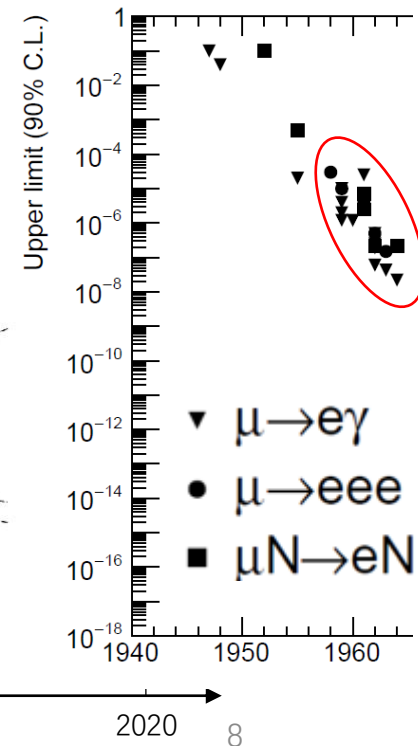 Upper limit (90% C.L.)
1
10⁻²
10⁻⁴
10⁻⁶
10⁻⁸
10⁻¹⁰
10⁻¹²
10⁻¹⁴
10⁻¹⁶
10⁻¹⁸
μ→eγ
μ→eee
μN→eN
1940 1950 1960
2020
8